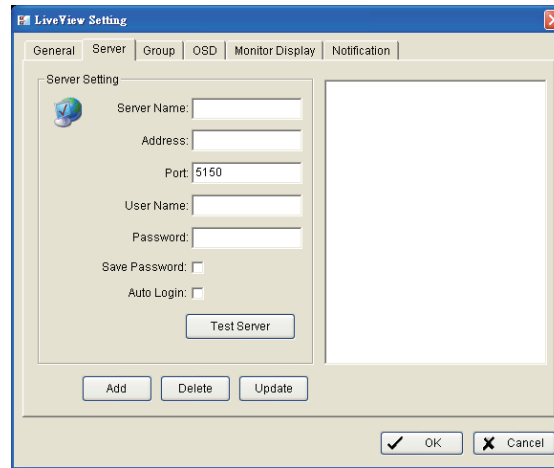 LiveView Setting
General Server Group OSD Monitor Display Notification
Server Setting
Server Name:
Address:
Port: 5150
User Name:
Password:
Save Password:
Auto Login:
Test Server
Add Delete Update
OK Cancel